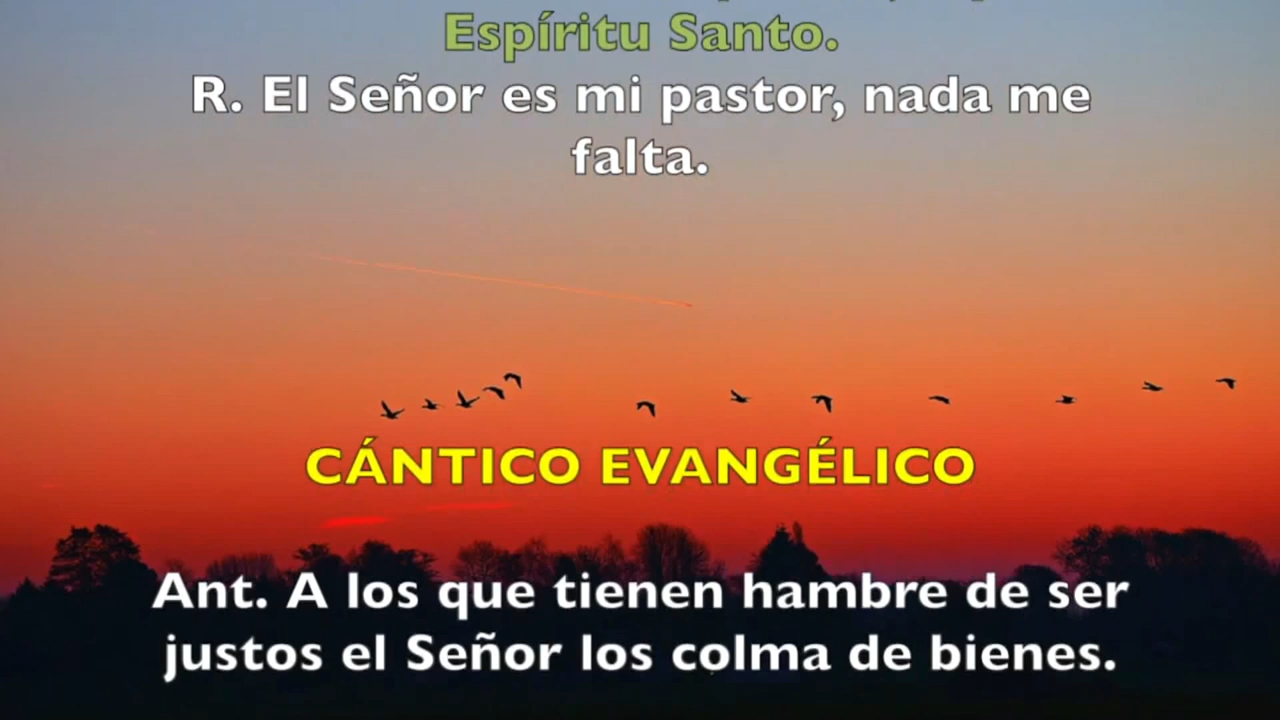 Espíritu Santo.
R. El Señor es mi pastor, nada me
falta.
CÁNTICO EVANGÉLICO
Ant. A los que tienen hambre de ser
justos el Señor los colma de bienes.